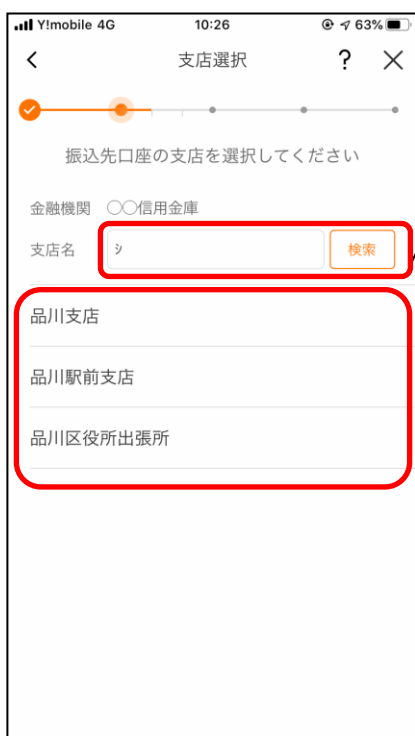 Y!mobile 4G 10:26 63%
支店選択 ?
振込先口座の支店を選択してください
金融機関 〇〇信用金庫
支店名 ｼ 検索
品川支店
品川駅前支店
品川区役所出張所